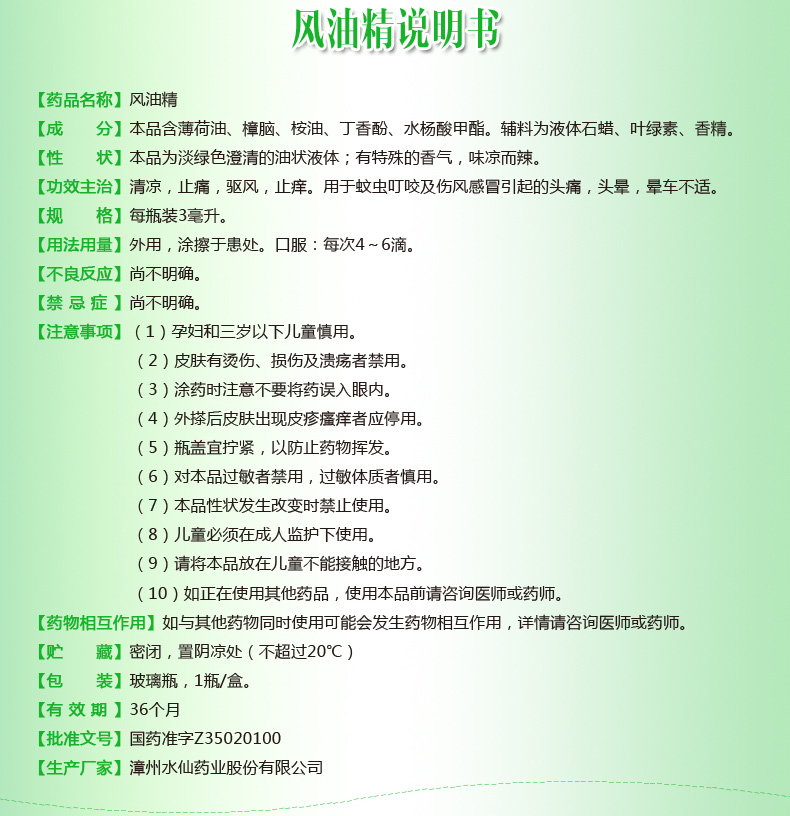 风油精说明书
【药品名称】风油精
【成　　分】本品含薄荷油、樟脑、桉油、丁香酚、水杨酸甲酯。辅料为液体石蜡、叶绿素、香精。
【性　　状】本品为淡绿色澄清的油状液体；有特殊的香气，味凉而辣。
【功效主治】清凉，止痛，驱风，止痒。用于蚊虫叮咬及伤风感冒引起的头痛，头晕，晕车不适。
【规　　格】每瓶装3毫升。
【用法用量】外用，涂擦于患处。口服：每次4～6滴。
【不良反应】尚不明确。
【禁 忌 症 】尚不明确。
【注意事项】（1）孕妇和三岁以下儿童慎用。
（2）皮肤有烫伤、损伤及溃疡者禁用。
（3）涂药时注意不要将药误入眼内。
（4）外搽后皮肤出现皮疹瘙痒者应停用。
（5）瓶盖宜拧紧，以防止药物挥发。
（6）对本品过敏者禁用，过敏体质者慎用。
（7）本品性状发生改变时禁止使用。
（8）儿童必须在成人监护下使用。
（9）请将本品放在儿童不能接触的地方。
（10）如正在使用其他药品，使用本品前请咨询医师或药师。
【药物相互作用】如与其他药物同时使用可能会发生药物相互作用，详情请咨询医师或药师。
【贮　　藏】密闭，置阴凉处（不超过20℃）
【包　　装】玻璃瓶，1瓶/盒。
【有 效 期 】36个月
【批准文号】国药准字Z35020100
【生产厂家】漳州水仙药业股份有限公司